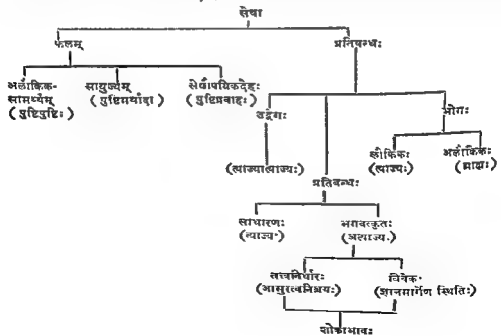 सेवा
फलम्
प्रतिबन्धः
अलौकिक-
सामर्थ्यम्
(पुष्टिपुष्टिः)
सायुज्यम्
(पुष्टिमर्यादा)
सेवौपयिकदेहः
(पुष्टिप्रवाहः)
उद्वेगः
भोगः
(त्याज्यात्याज्यः)
लौकिकः
(त्याज्यः)
अलौकिकः
(ग्राह्यः)
प्रतिबन्धः
साधारणः
(त्याज्यः)
भगवत्कृतः
(अत्याज्यः)
तत्त्वनिर्धारः
(आसुरत्वनिश्चयः)
विवेकः
(ज्ञानमार्गेण स्थितिः)
शोकाभावः